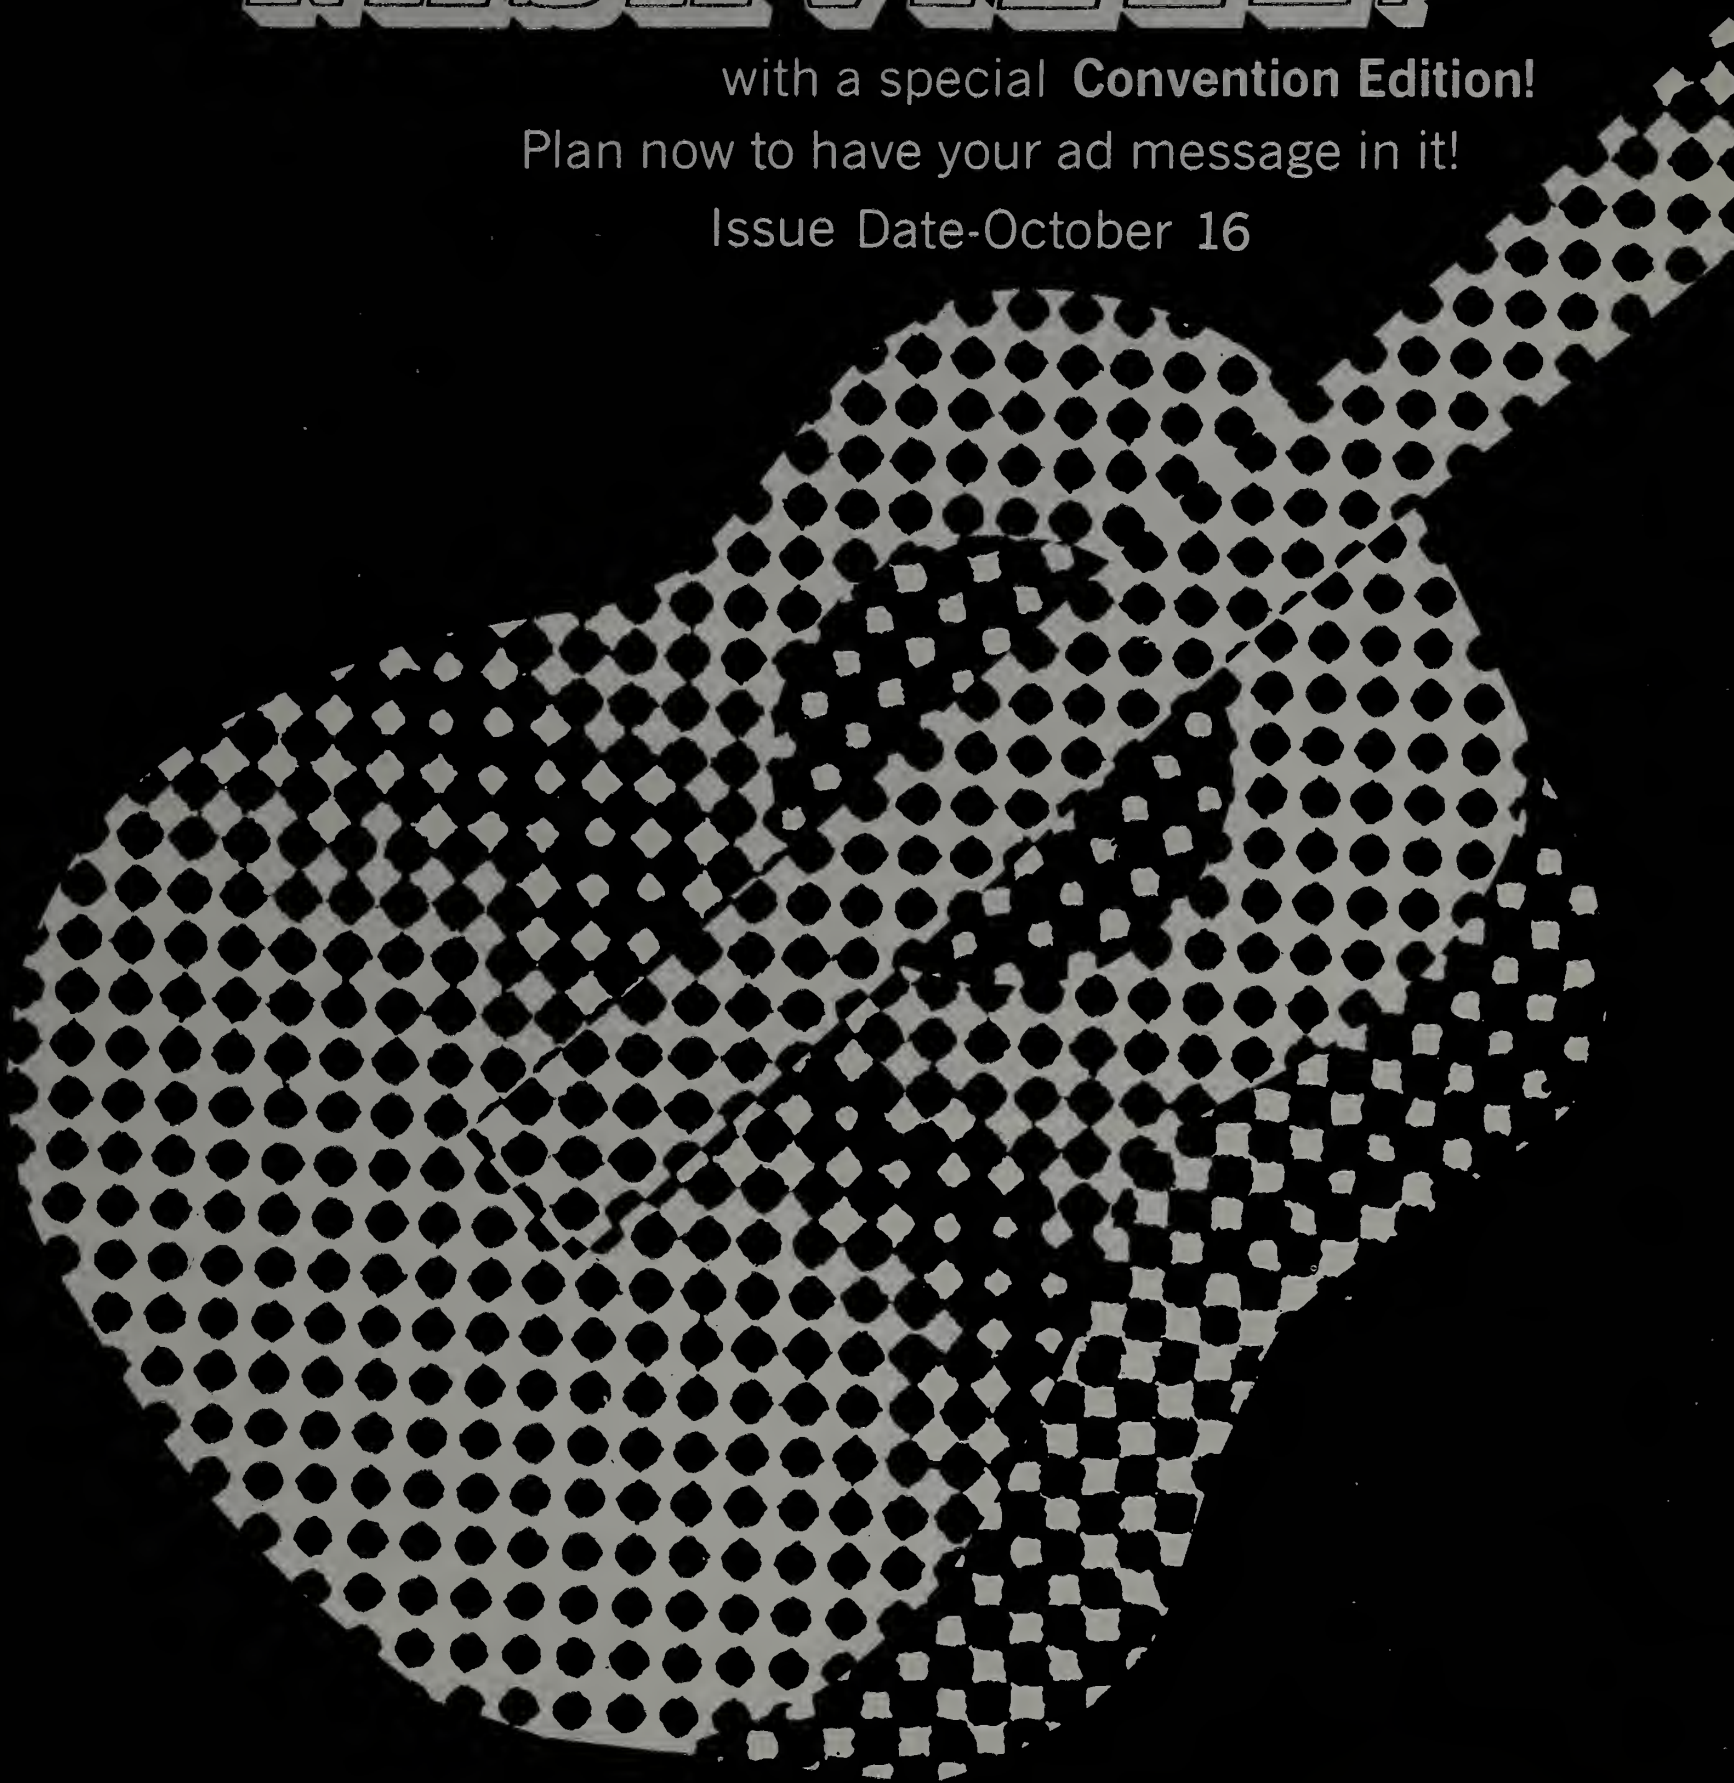 with a special Convention Edition!
Plan now to have your ad message in it!
Issue Date-October 16